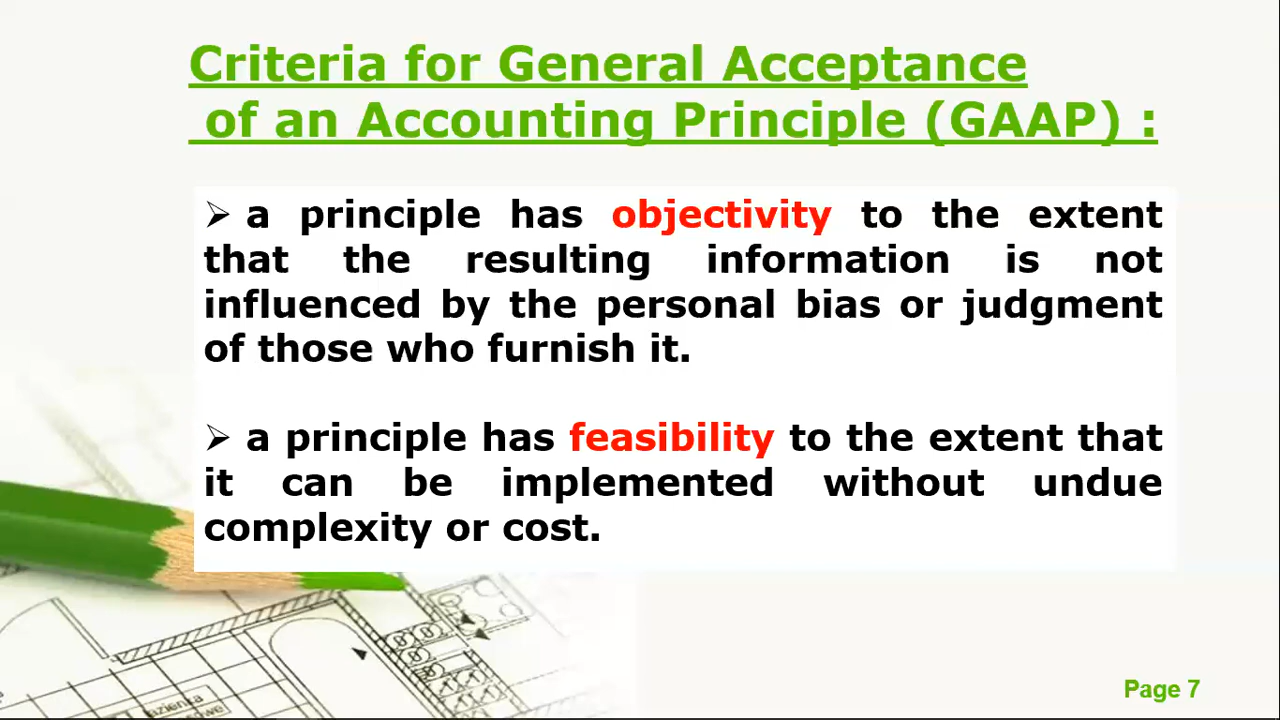 Criteria for General Acceptance
of an Accounting Principle (GAAP) :
➢ a principle has objectivity to the extent
that the resulting information is not
influenced by the personal bias or judgment
of those who furnish it.
➢ a principle has feasibility to the extent that
it can be implemented without undue
complexity or cost.
Page 7